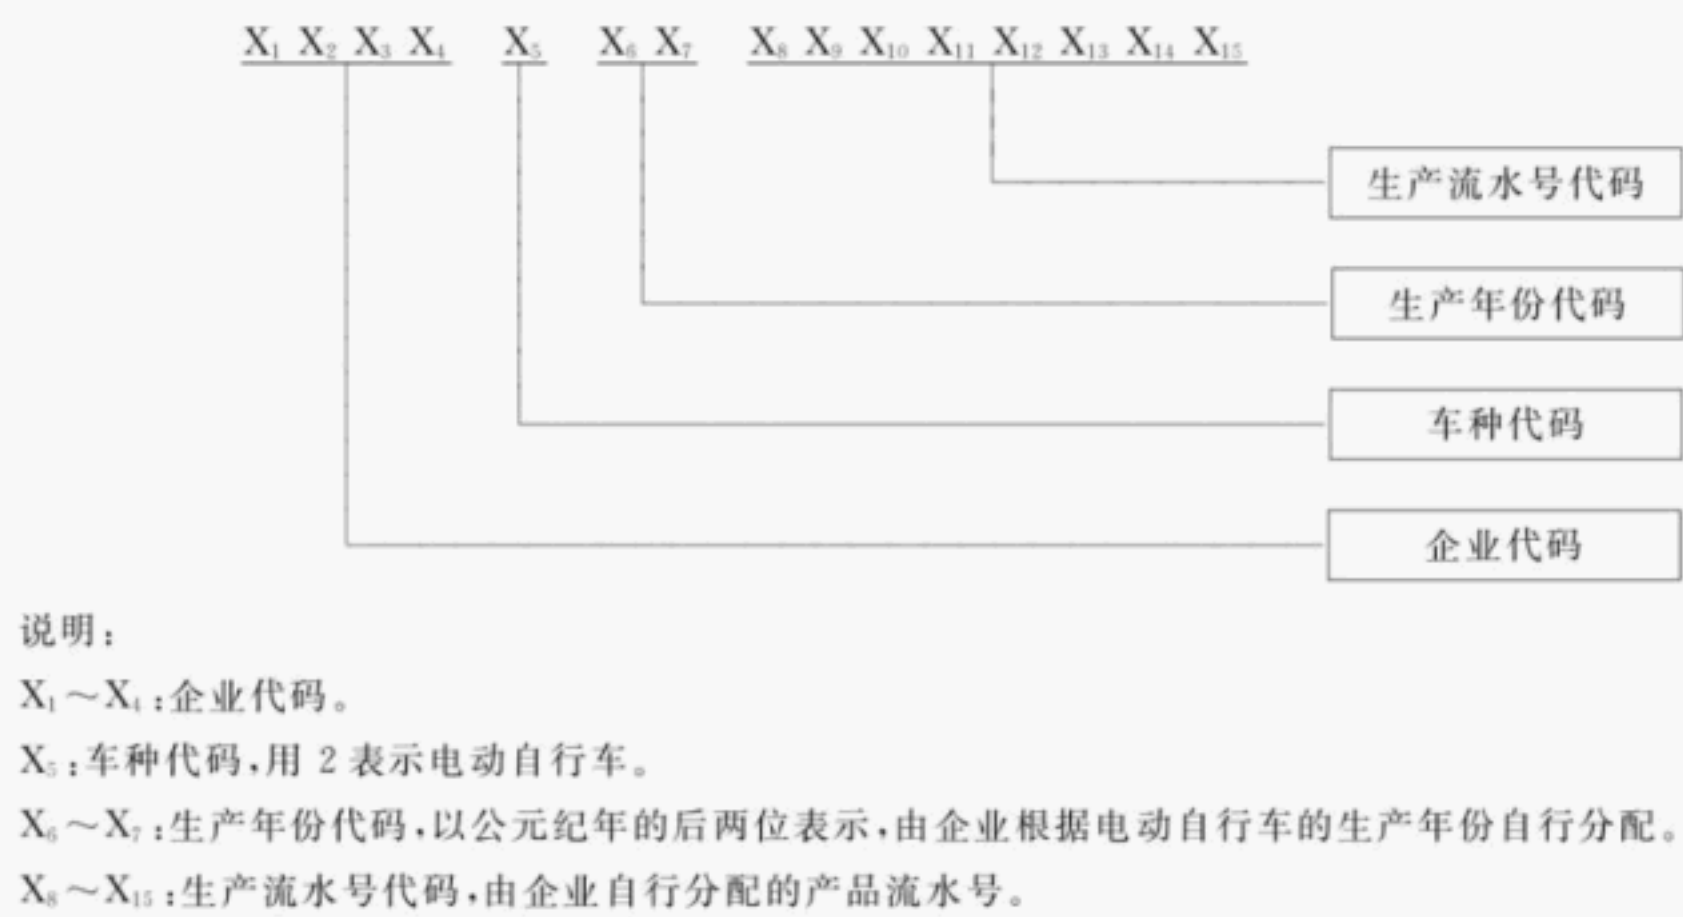 X₁ X₂ X₃ X₄ X₅ X₆ X₇ X₈ X₉ X₁₀ X₁₁ X₁₂ X₁₃ X₁₄ X₁₅
生产流水号代码
生产年份代码
车种代码
企业代码
说明：
X₁～X₄：企业代码。
X₅：车种代码，用 2 表示电动自行车。
X₆～X₇：生产年份代码，以公元纪年的后两位表示，由企业根据电动自行车的生产年份自行分配。
X₈～X₁₅：生产流水号代码，由企业自行分配的产品流水号。